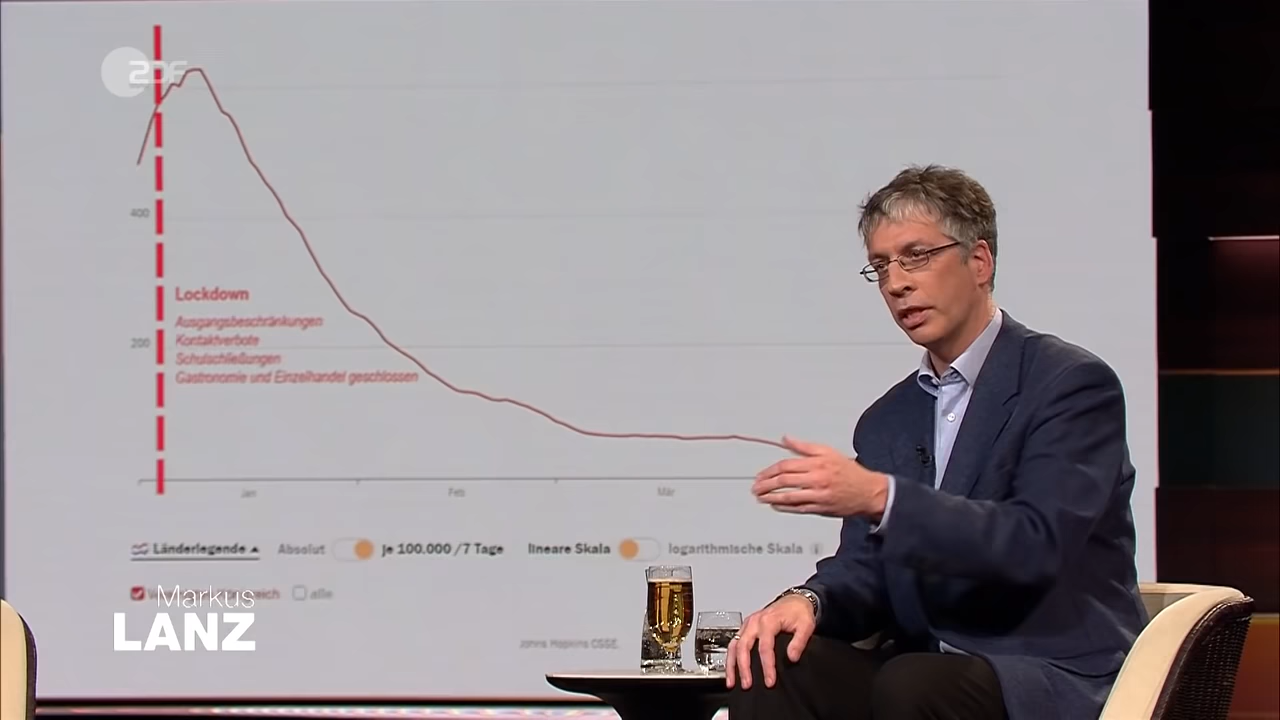 ZDF
400
Lockdown
Ausgangsbeschränkungen
Kontaktverbote
200
Schulschließungen
Gastronomie und Einzelhandel geschlossen
Jan
Feb
Mär
Länderlegende
Absolut
je 100.000 /7 Tage
lineare Skala
logarithmische Skala
alle
Markus
LANZ
Johns Hopkins CSSE